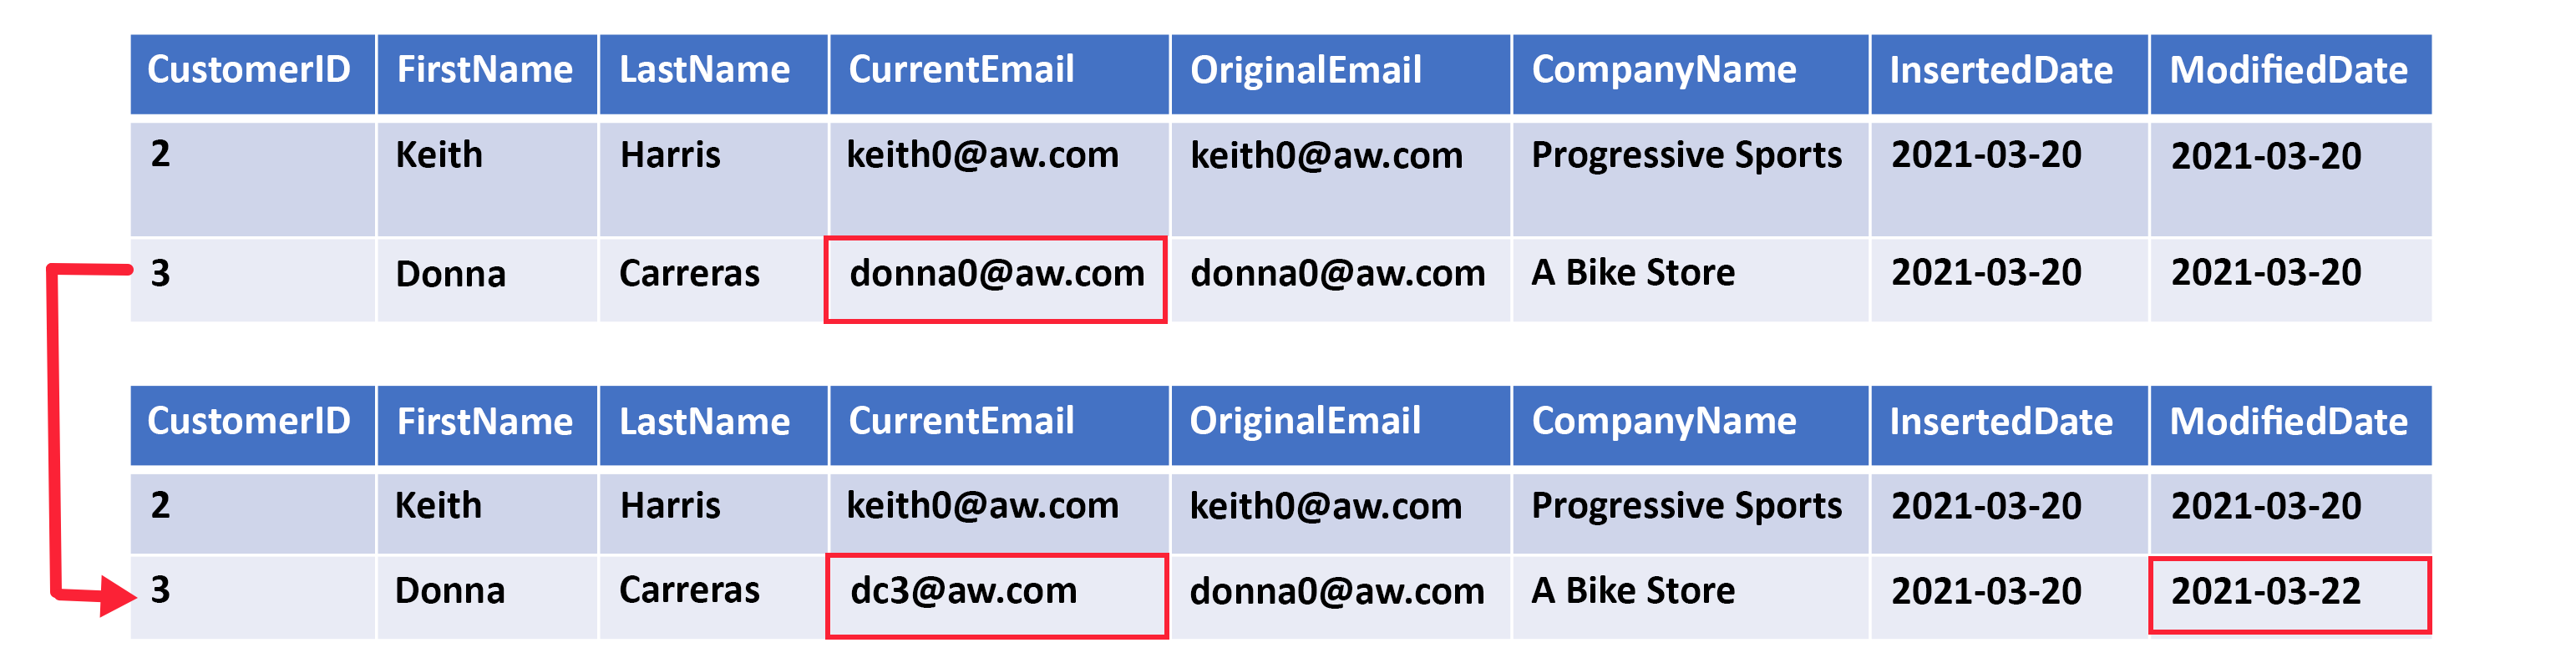 CustomerID FirstName LastName CurrentEmail OriginalEmail CompanyName InsertedDate ModifiedDate
2 Keith Harris keith0@aw.com keith0@aw.com Progressive Sports 2021-03-20 2021-03-20
3 Donna Carreras donna0@aw.com donna0@aw.com A Bike Store 2021-03-20 2021-03-20
CustomerID FirstName LastName CurrentEmail OriginalEmail CompanyName InsertedDate ModifiedDate
2 Keith Harris keith0@aw.com keith0@aw.com Progressive Sports 2021-03-20 2021-03-20
3 Donna Carreras dc3@aw.com donna0@aw.com A Bike Store 2021-03-20 2021-03-22